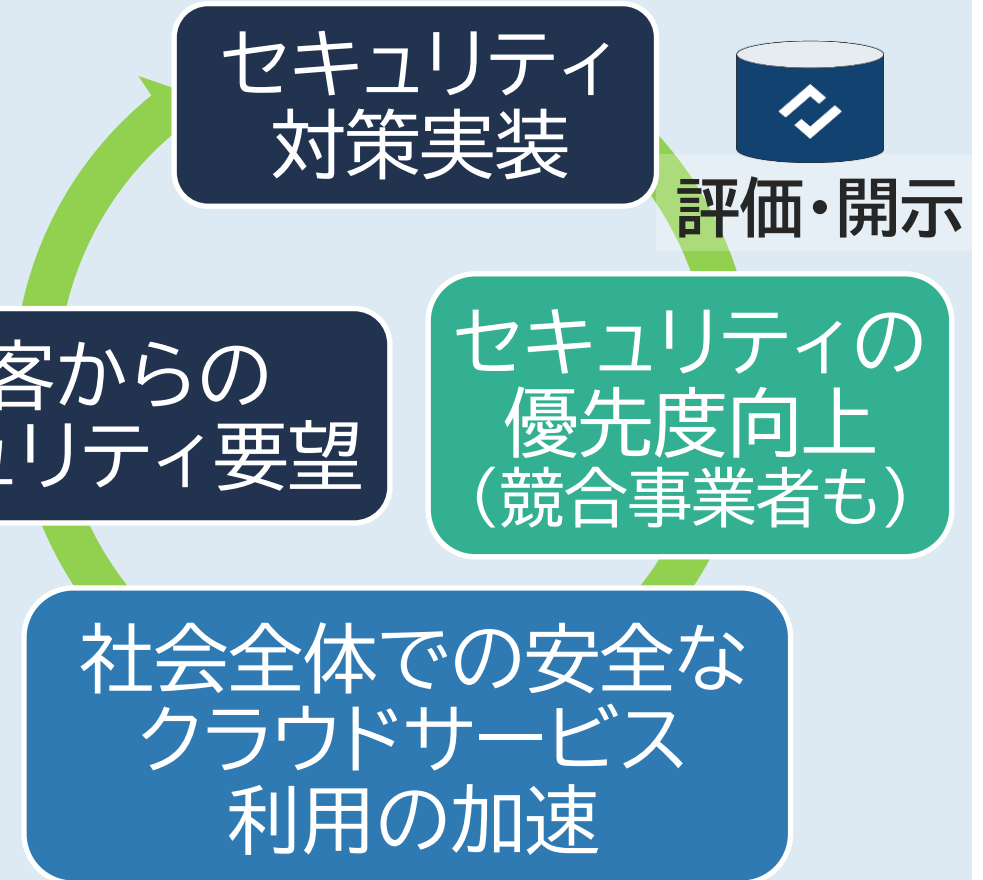 セキュリティ
対策実装
評価・開示
セキュリティの
優先度向上
（競合事業者も）
客からの
ュリティ要望
社会全体での安全な
クラウドサービス
利用の加速